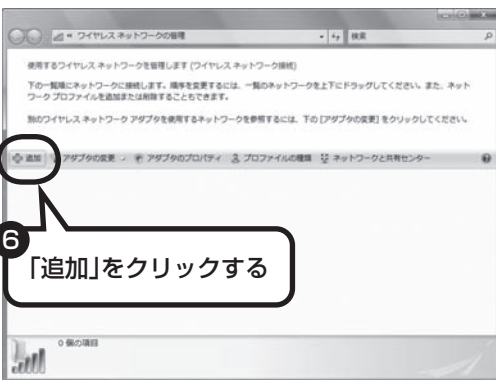 ワイヤレス ネットワークの管理
検索
使用するワイヤレス ネットワークを管理します (ワイヤレス ネットワーク接続)
下の一覧順にネットワークに接続します。順序を変更するには、一覧のネットワークを上下にドラッグしてください。また、ネット
ワーク プロファイルを追加または削除することもできます。
別のワイヤレス ネットワーク アダプタを使用するネットワークを参照するには、下の [アダプタの変更] をクリックしてください。
追加 アダプタの変更 アダプタのプロパティ プロファイルの種類 ネットワークと共有センター
6
「追加」をクリックする
0 個の項目